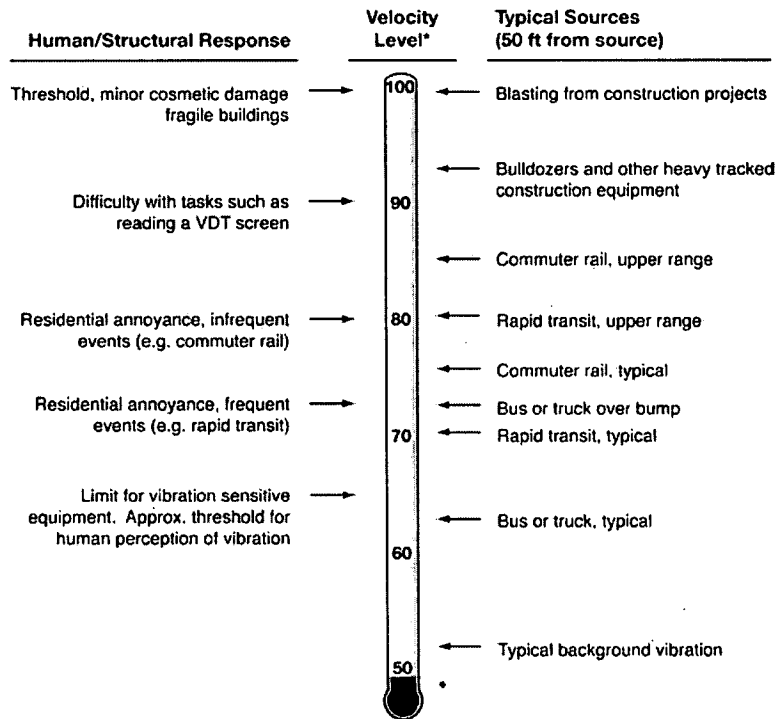 Human/Structural Response
Velocity
Level*
Typical Sources
(50 ft from source)
Threshold, minor cosmetic damage
fragile buildings
100
Blasting from construction projects
Bulldozers and other heavy tracked
construction equipment
Difficulty with tasks such as
reading a VDT screen
90
Commuter rail, upper range
Residential annoyance, infrequent
events (e.g. commuter rail)
80
Rapid transit, upper range
Commuter rail, typical
Residential annoyance, frequent
events (e.g. rapid transit)
Bus or truck over bump
70
Rapid transit, typical
Limit for vibration sensitive
equipment. Approx. threshold for
human perception of vibration
Bus or truck, typical
60
Typical background vibration
50